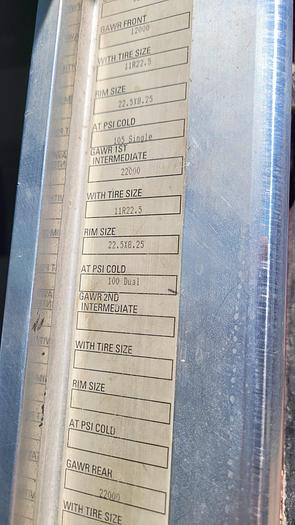 GAWR FRONT
12000
WITH TIRE SIZE
11R22.5
RIM SIZE
22.5X8.25
AT PSI COLD
105 Single
GAWR 1ST
INTERMEDIATE
22000
WITH TIRE SIZE
11R22.5
RIM SIZE
22.5X8.25
AT PSI COLD
100 Dual
GAWR 2ND
INTERMEDIATE
WITH TIRE SIZE
RIM SIZE
AT PSI COLD
GAWR REAR
22000
WITH TIRE SIZE